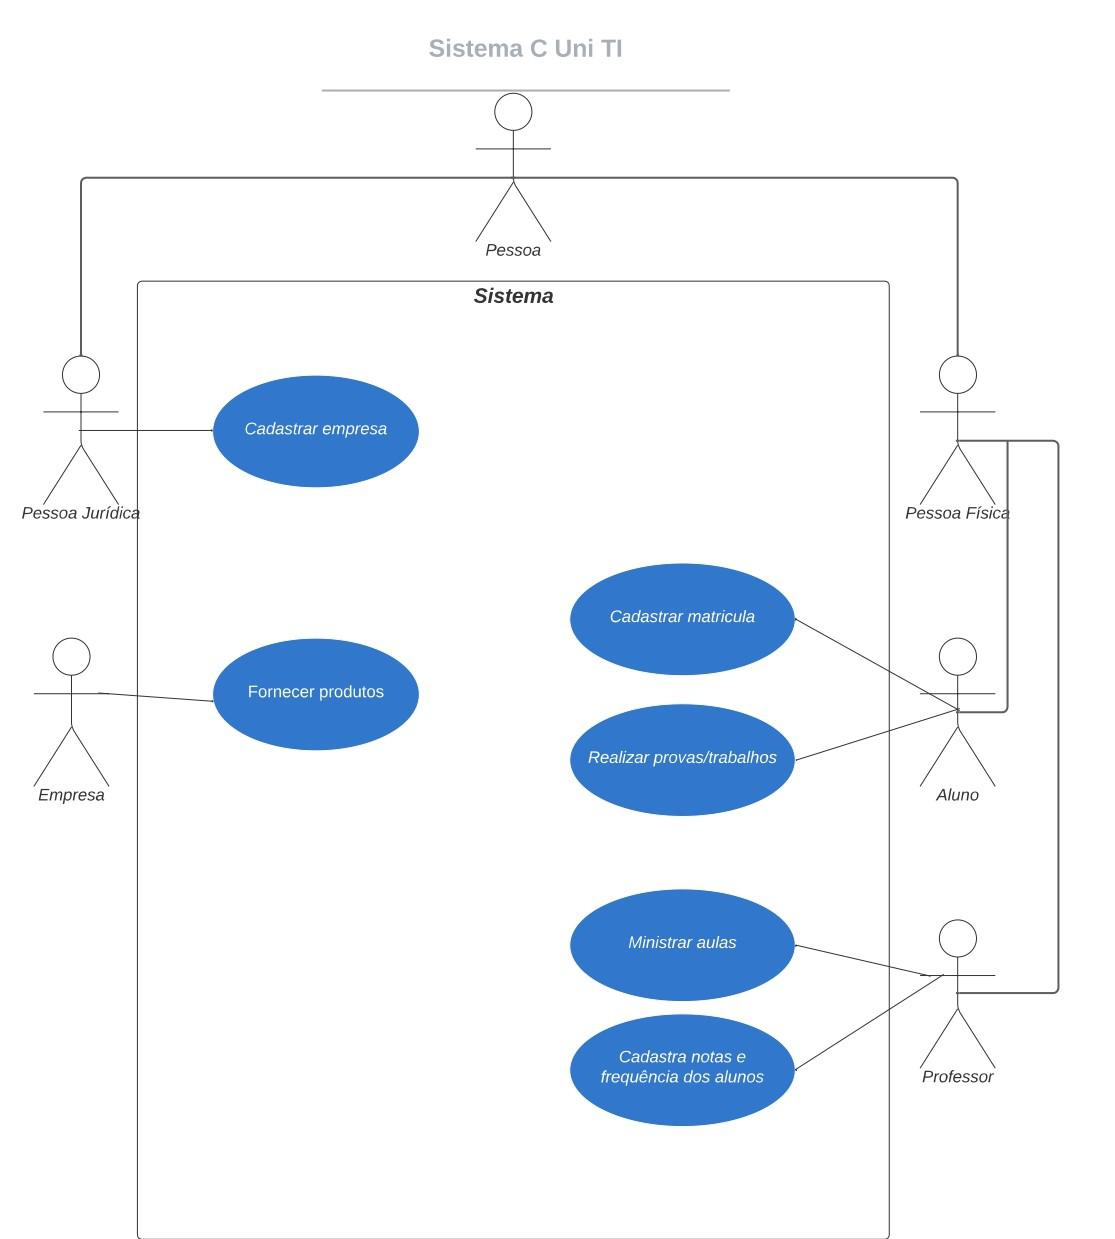 Sistema C Uni TI
Pessoa
Sistema
Cadastrar empresa
Pessoa Jurídica
Pessoa Física
Cadastrar matricula
Fornecer produtos
Realizar provas/trabalhos
Empresa
Aluno
Ministrar aulas
Cadastra notas e
frequência dos alunos
Professor